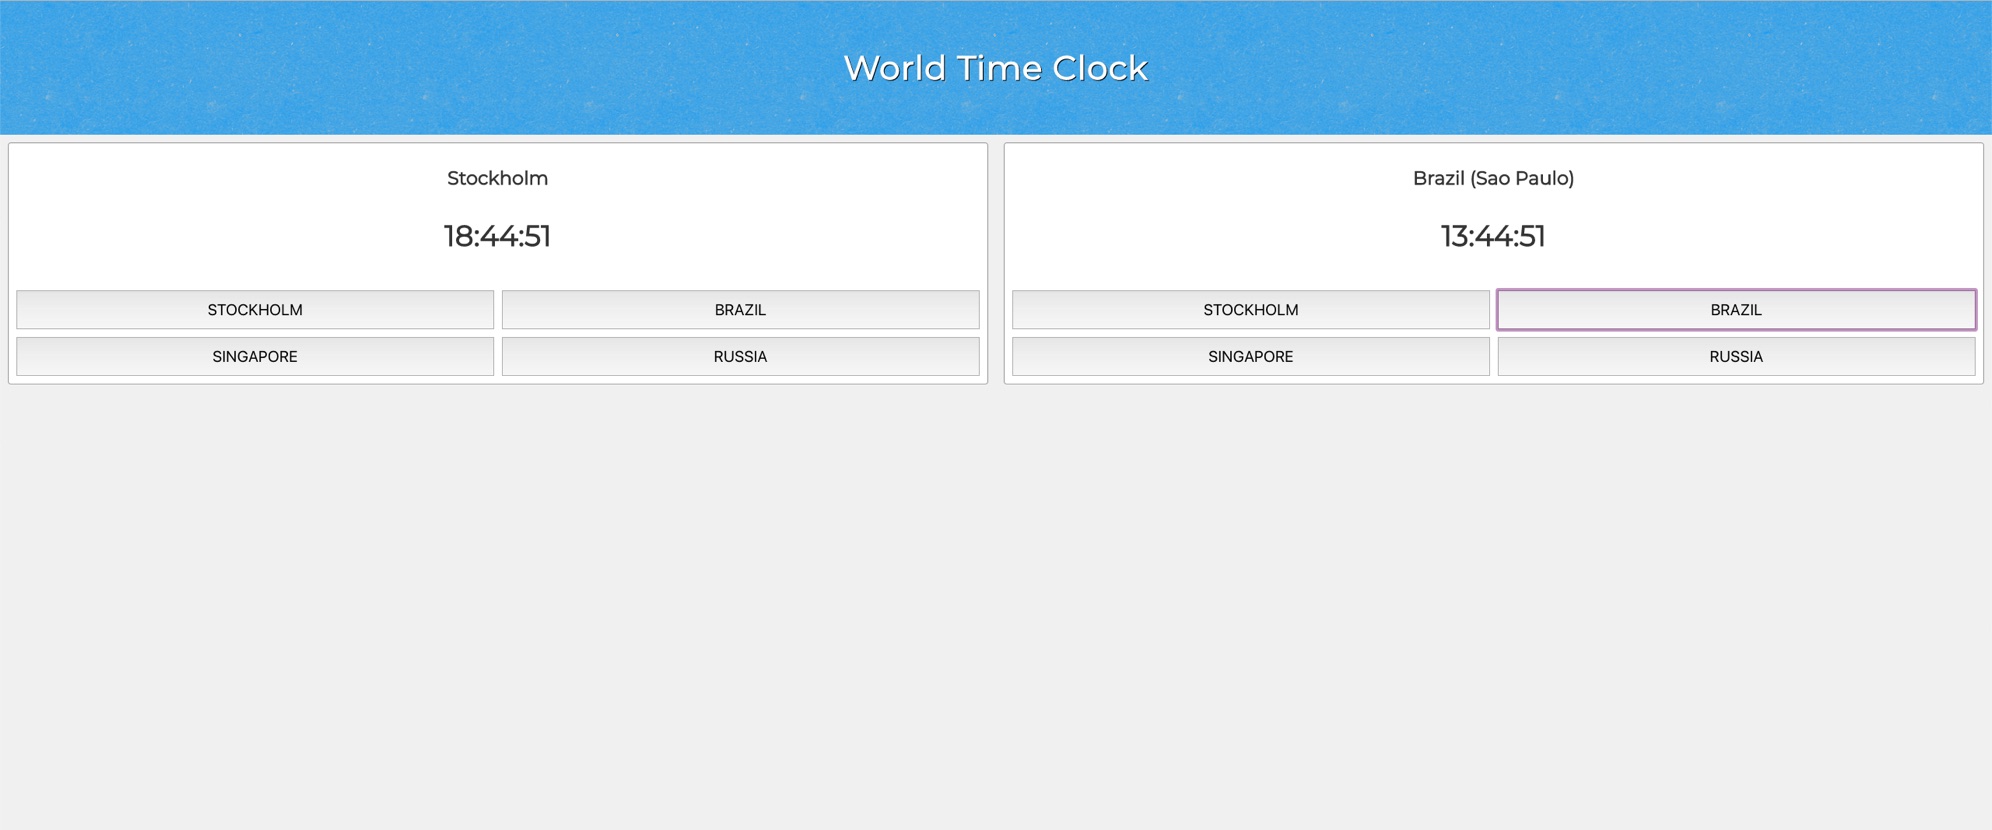 World Time Clock
Stockholm
18:44:51
STOCKHOLM
BRAZIL
SINGAPORE
RUSSIA
Brazil (Sao Paulo)
13:44:51
STOCKHOLM
BRAZIL
SINGAPORE
RUSSIA